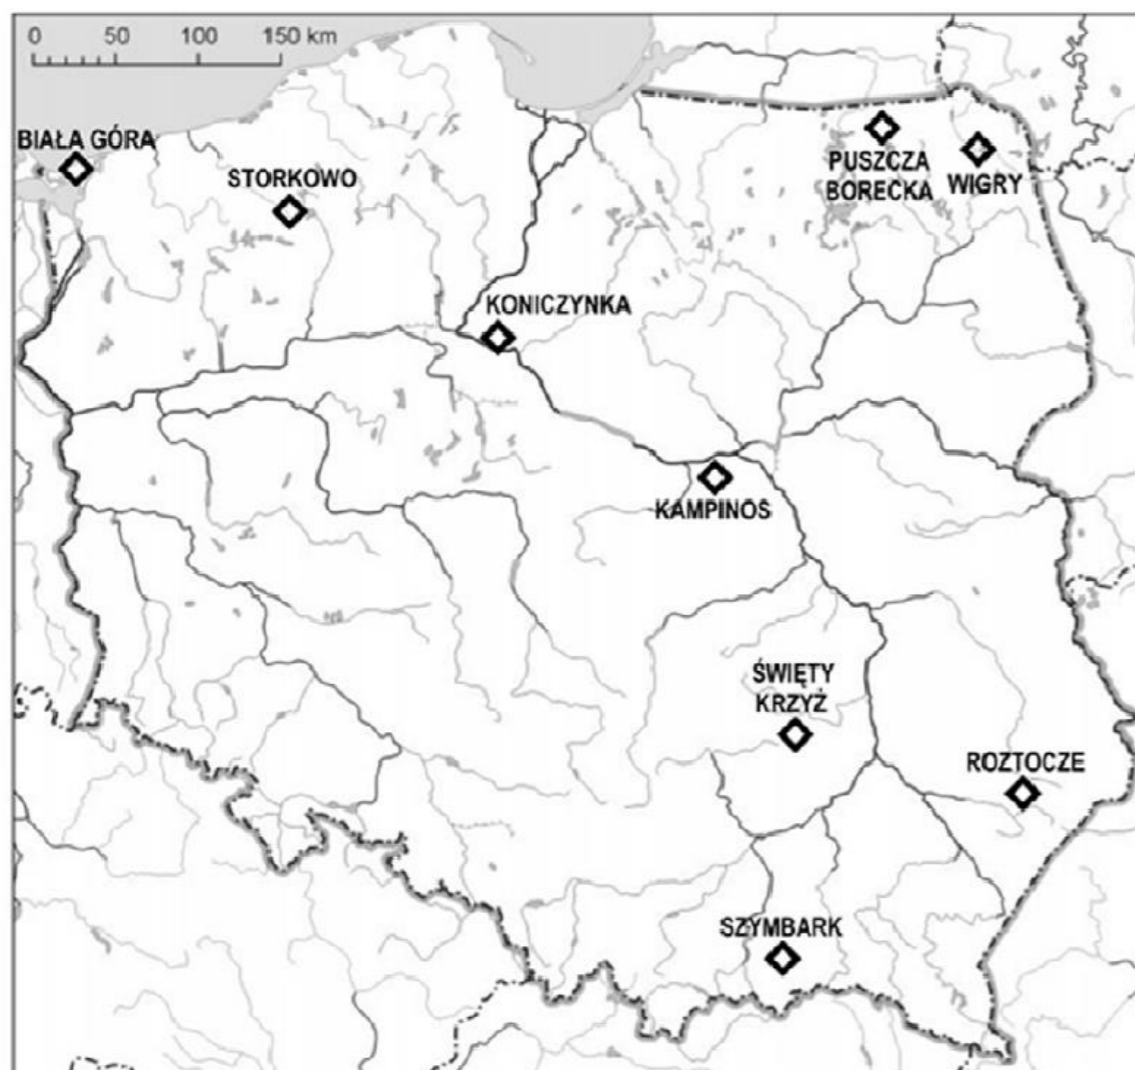 0 50 100 150 km
BIAŁA GÓRA
STORKOWO
PUSZCZA
BORECKA
WIGRY
KONICZYNKA
KAMPINOS
ŚWIĘTY
KRZYŻ
ROZTOCZE
SZYMBARK